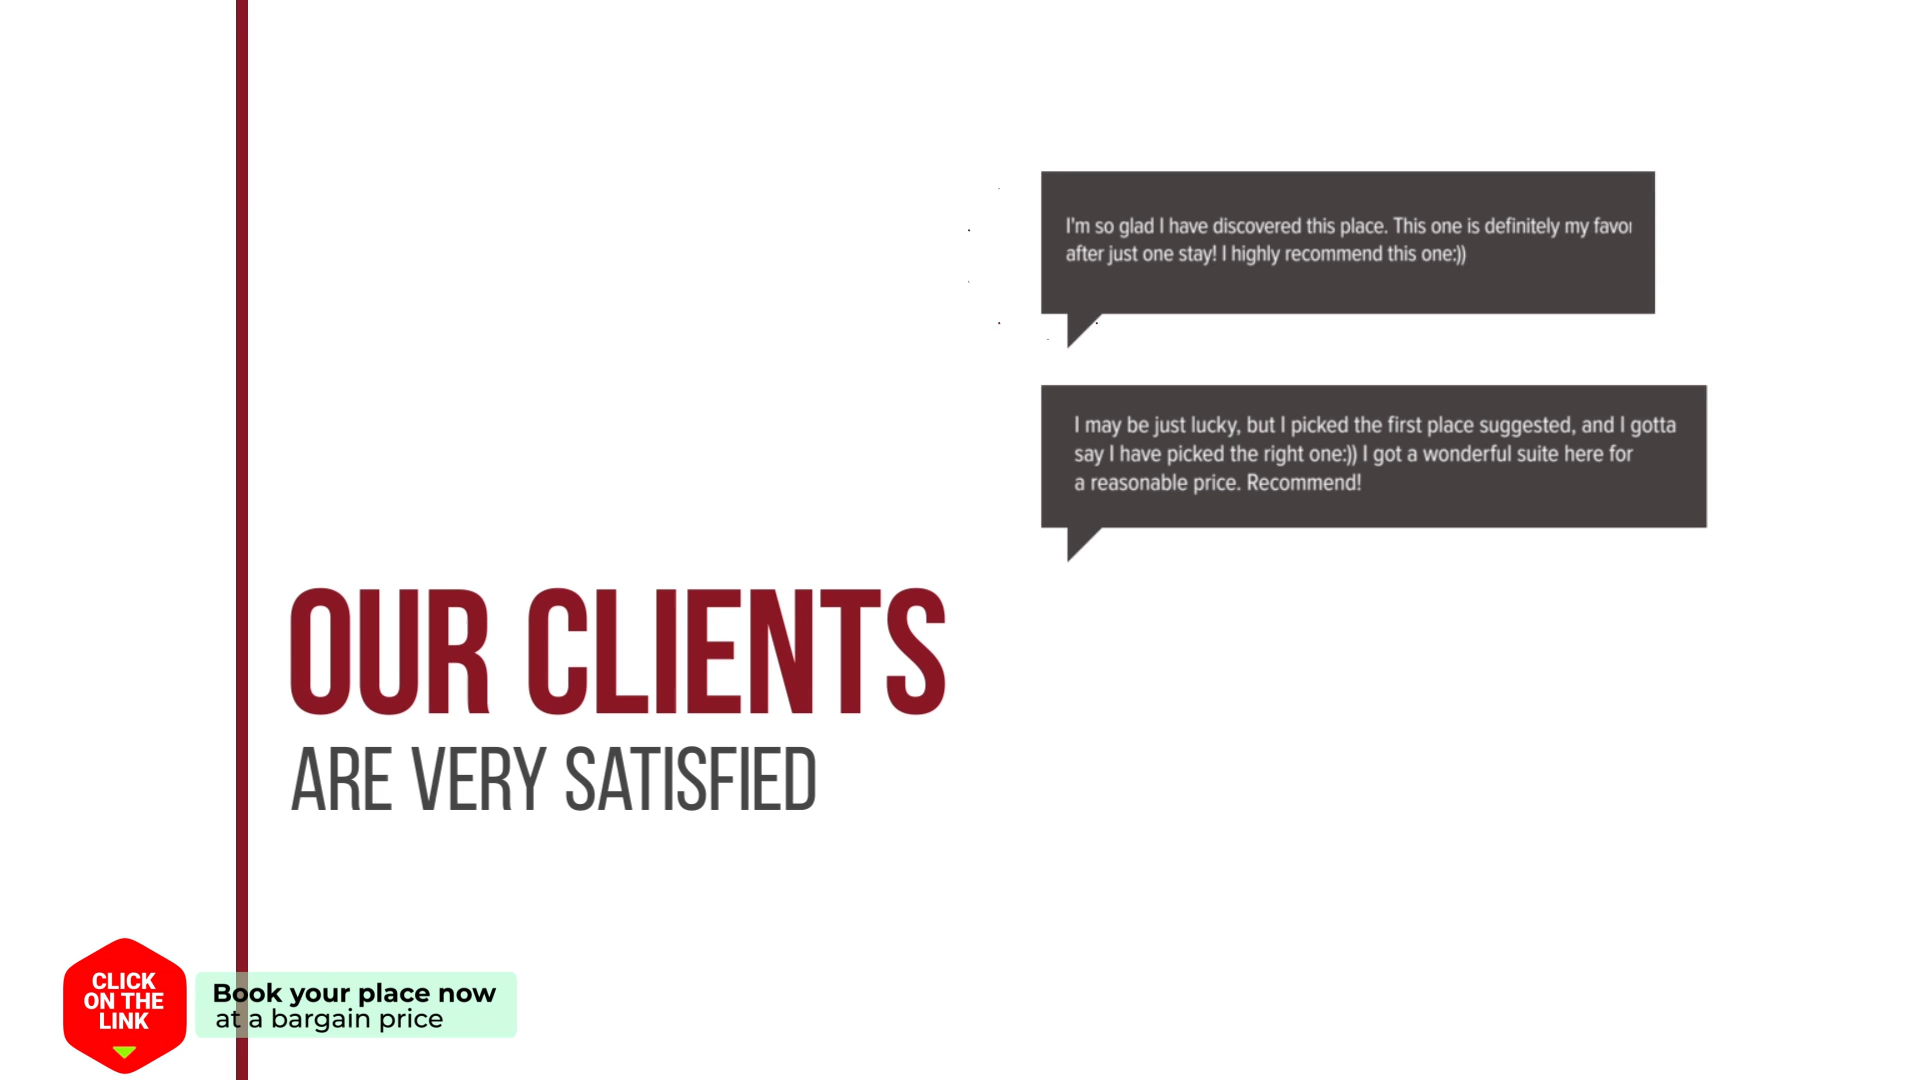 I'm so glad I have discovered this place. This one is definitely my
after just one stay! I highly recommend this one:))
I may be just lucky, but I picked the first place suggested, and I gotta
say I have picked the right one:)) I got a wonderful suite here for
a reasonable price. Recommend!
OUR CLIENTS
ARE VERY SATISFIED
CLICK
ON THE
LINK
Book your place now
at a bargain price